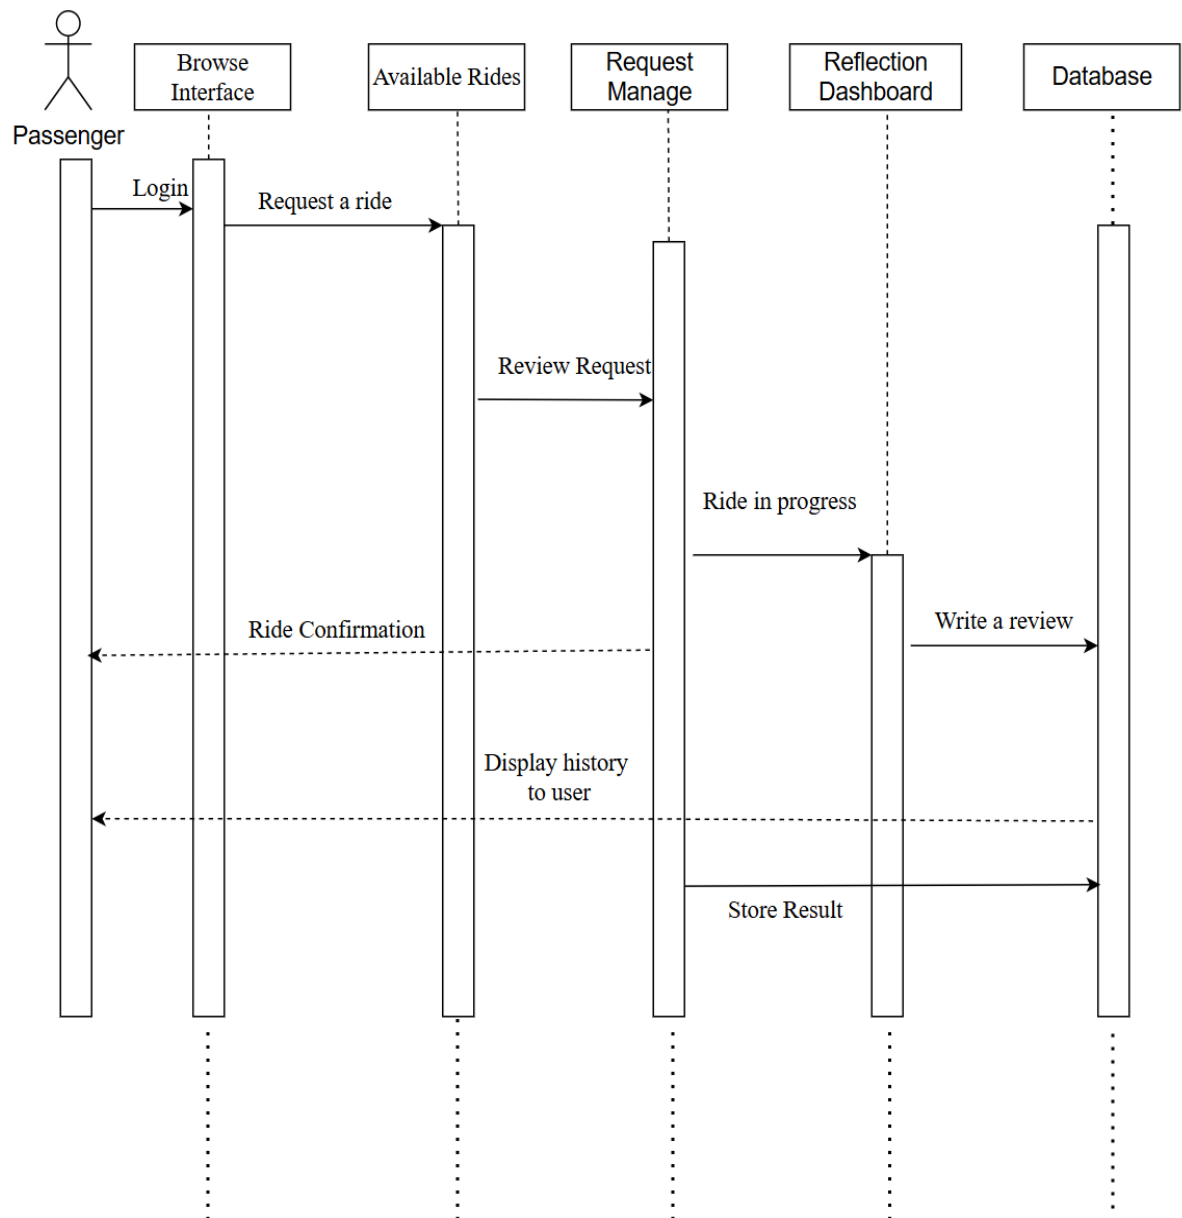 Passenger
Browse
Interface
Available Rides
Request
Manage
Reflection
Dashboard
Database
Login
Request a ride
Review Request
Ride in progress
Write a review
Ride Confirmation
Display history
to user
Store Result